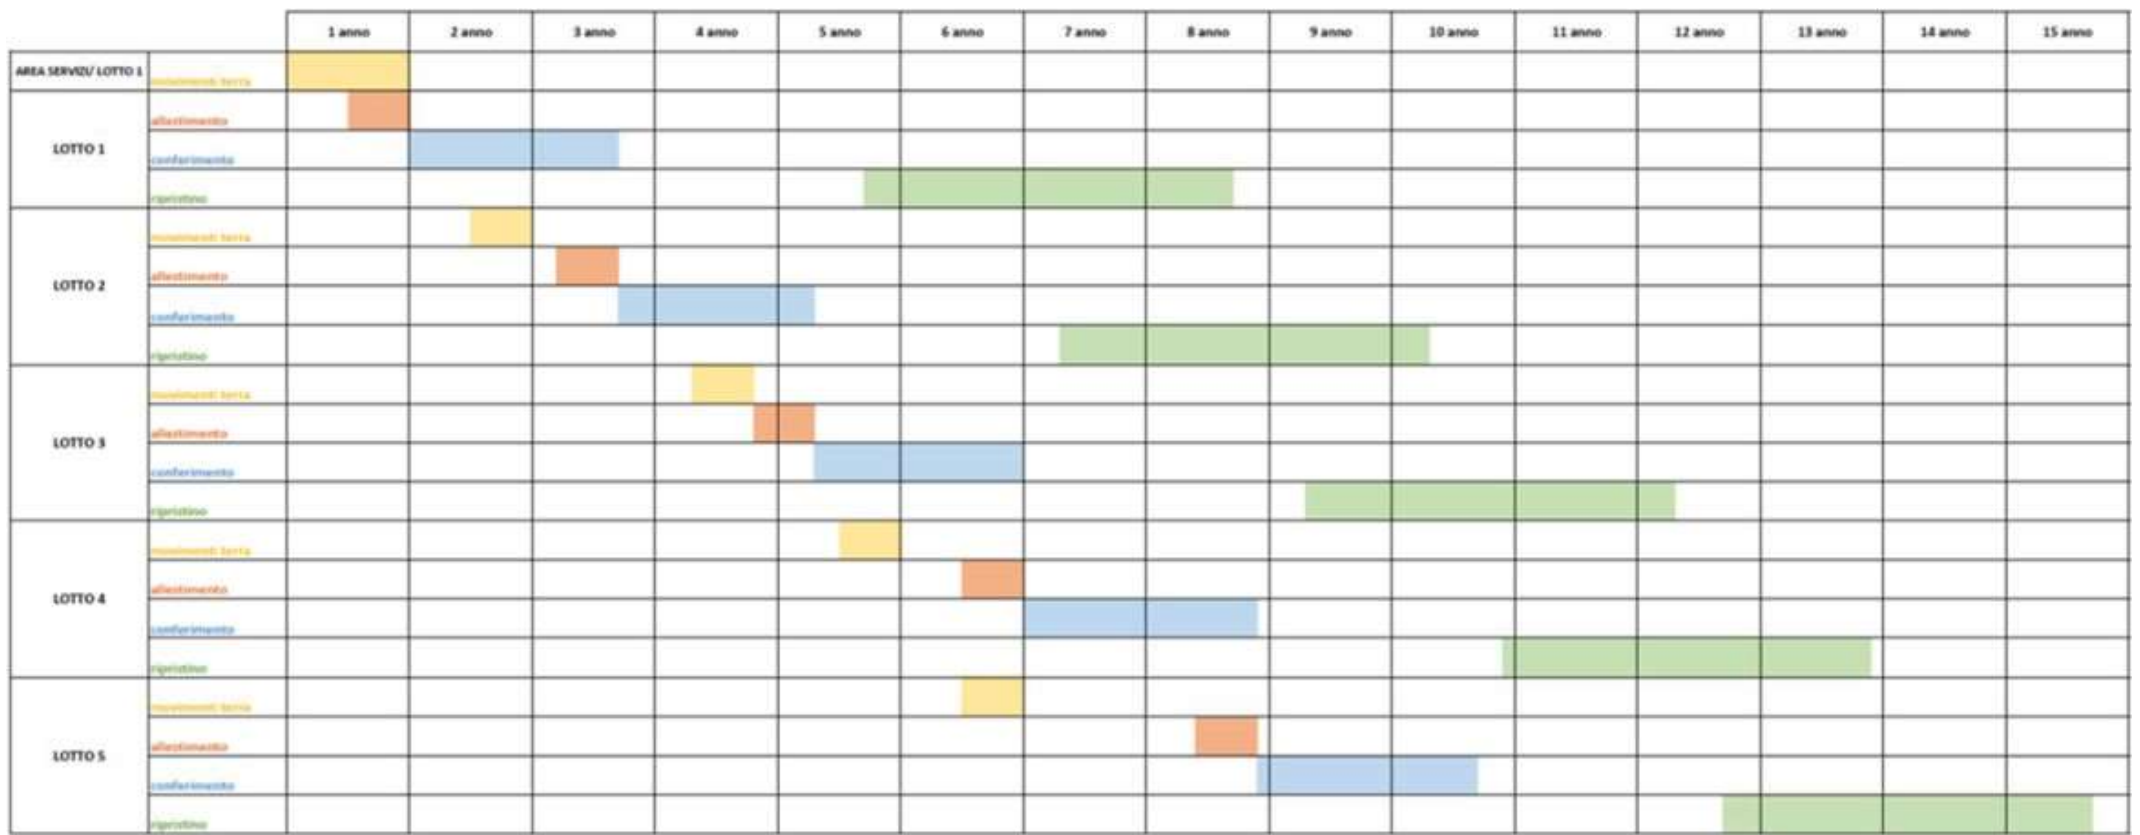 1 anno 2 anno 3 anno 4 anno 5 anno 6 anno 7 anno 8 anno 9 anno 10 anno 11 anno 12 anno 13 anno 14 anno 15 anno
AREA SERVIZI/ LOTTO 1 movimenti terra
allestimento
LOTTO 1
conferimento
ripristino
movimenti terra
allestimento
LOTTO 2
conferimento
ripristino
movimenti terra
allestimento
LOTTO 3
conferimento
ripristino
movimenti terra
allestimento
LOTTO 4
conferimento
ripristino
movimenti terra
allestimento
LOTTO 5
conferimento
ripristino